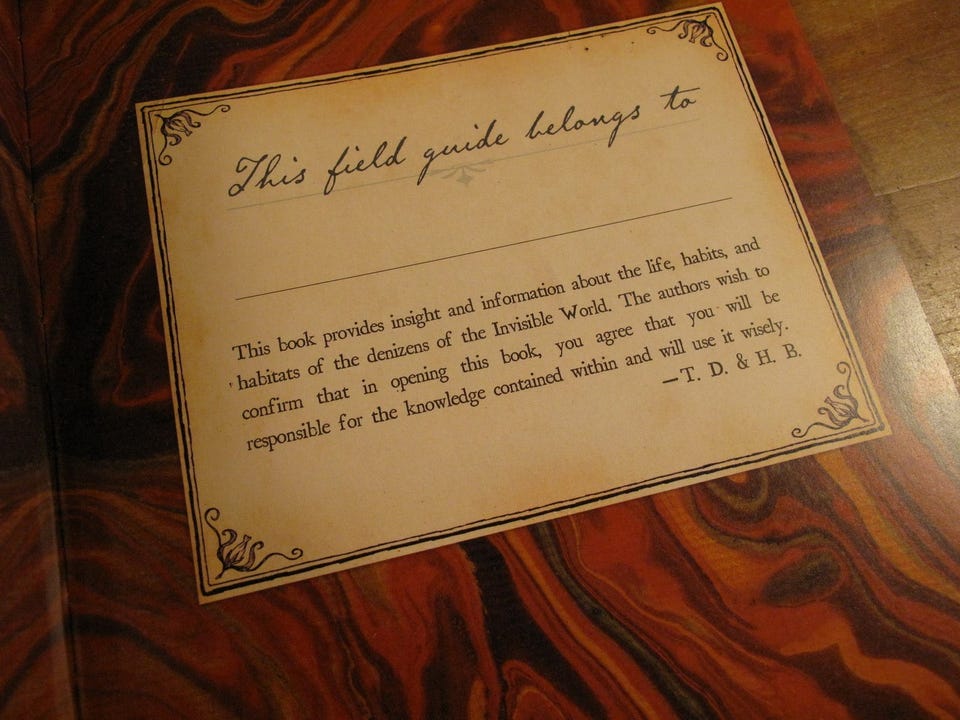 This field guide belongs to
This book provides insight and information about the life, habits, and
habitats of the denizens of the Invisible World. The authors wish to
confirm that in opening this book, you agree that you will be
responsible for the knowledge contained within and will use it wisely.
—T. D. & H. B.